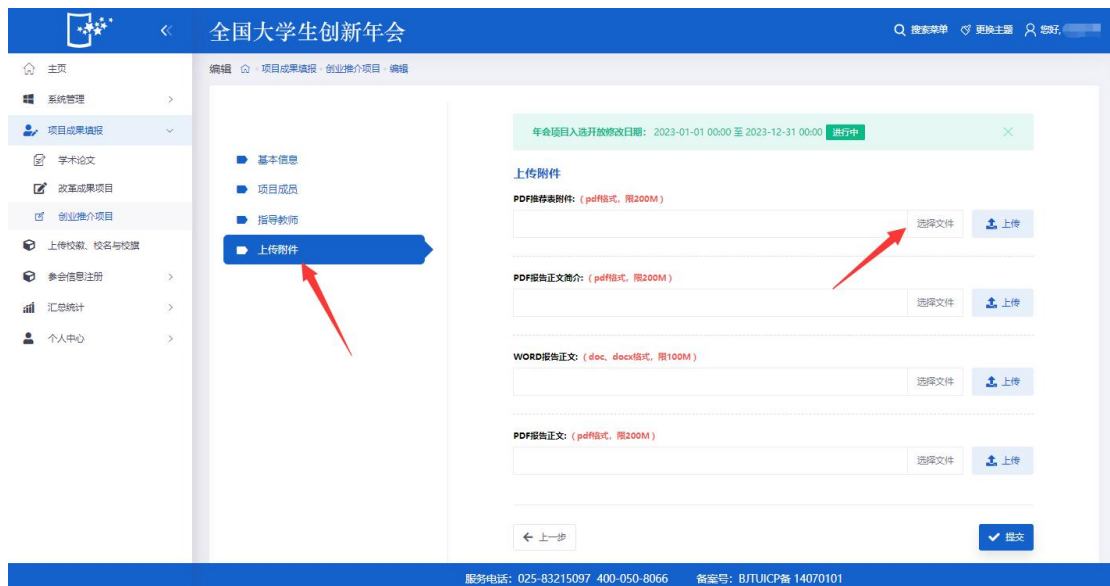 全国大学生创新年会
搜索菜单 更换主题 您好,
主页
系统管理
项目成果填报
学术论文
改革成果项目
创业推介项目
上传校徽、校名与校旗
参会信息注册
汇总统计
个人中心
编辑 项目成果填报 创业推介项目 编辑
基本信息
项目成员
指导教师
上传附件
年会项目入选开放修改日期: 2023-01-01 00:00 至 2023-12-31 00:00 进行中
上传附件
PDF推荐表附件:（pdf格式，限200M）
选择文件 上传
PDF报告正文简介:（pdf格式，限200M）
选择文件 上传
WORD报告正文:（doc、docx格式，限100M）
选择文件 上传
PDF报告正文:（pdf格式，限200M）
选择文件 上传
上一步 提交
服务电话：025-83215097 400-050-8066 备案号：BJTUICP备 14070101